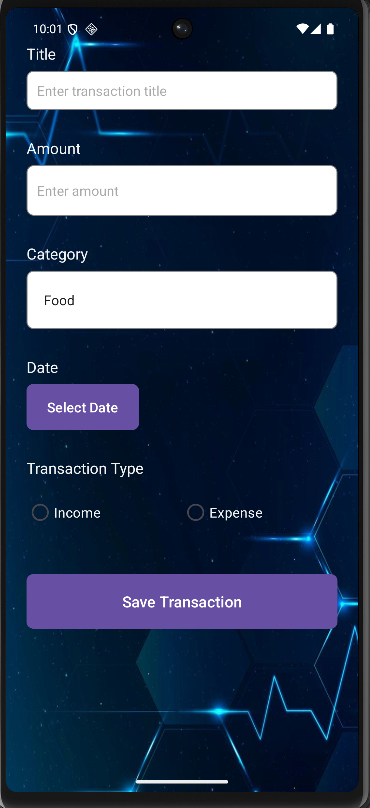 10:01
Title
Enter transaction title
Amount
Enter amount
Category
Food
Date
Select Date
Transaction Type
Income Expense
Save Transaction